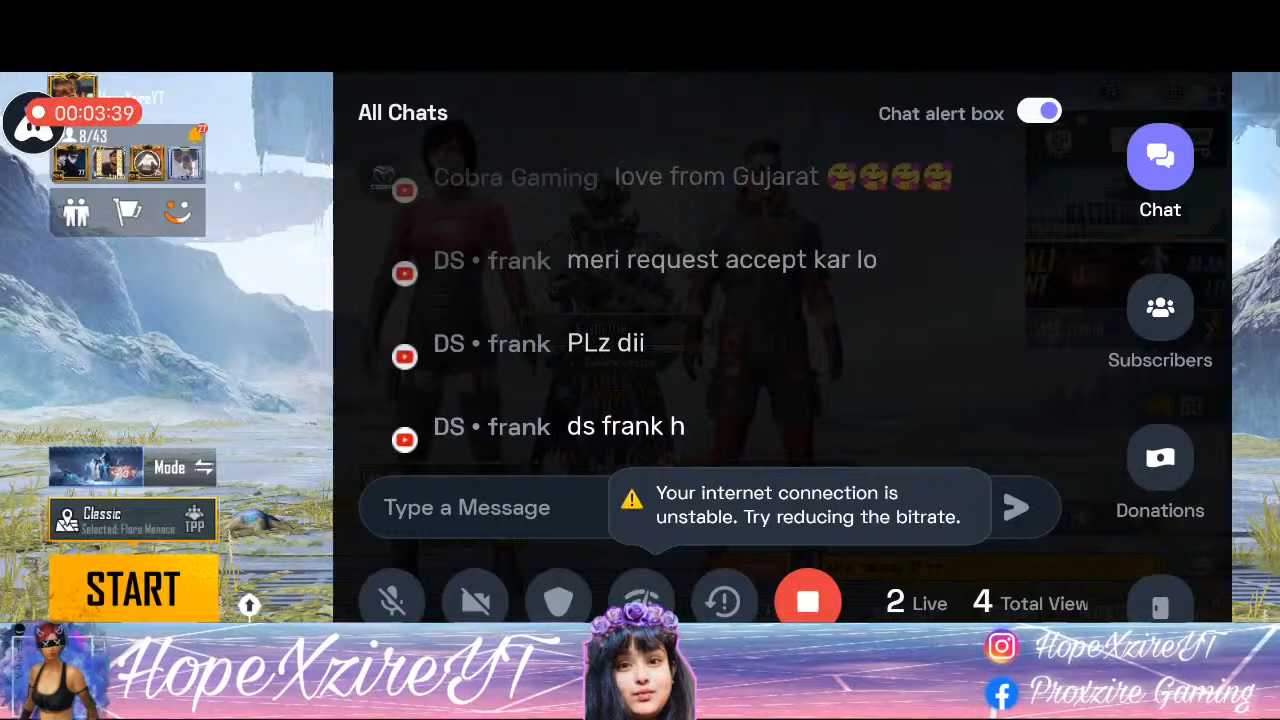 HopeXzireYT
00:03:39
8/43
27
All Chats
Chat alert box
Cobra Gaming love from Gujarat 🥰🥰🥰🥰
DS • frank meri request accept kar lo
DS • frank PLz dii
DS • frank ds frank h
Type a Message
Your internet connection is
unstable. Try reducing the bitrate.
Chat
Subscribers
Donations
Mode
Classic
Selected: Flora Menace
TPP
START
2 Live 4 Total View
HopeXzireYT
HopeXzireYT
Proxzire Gaming